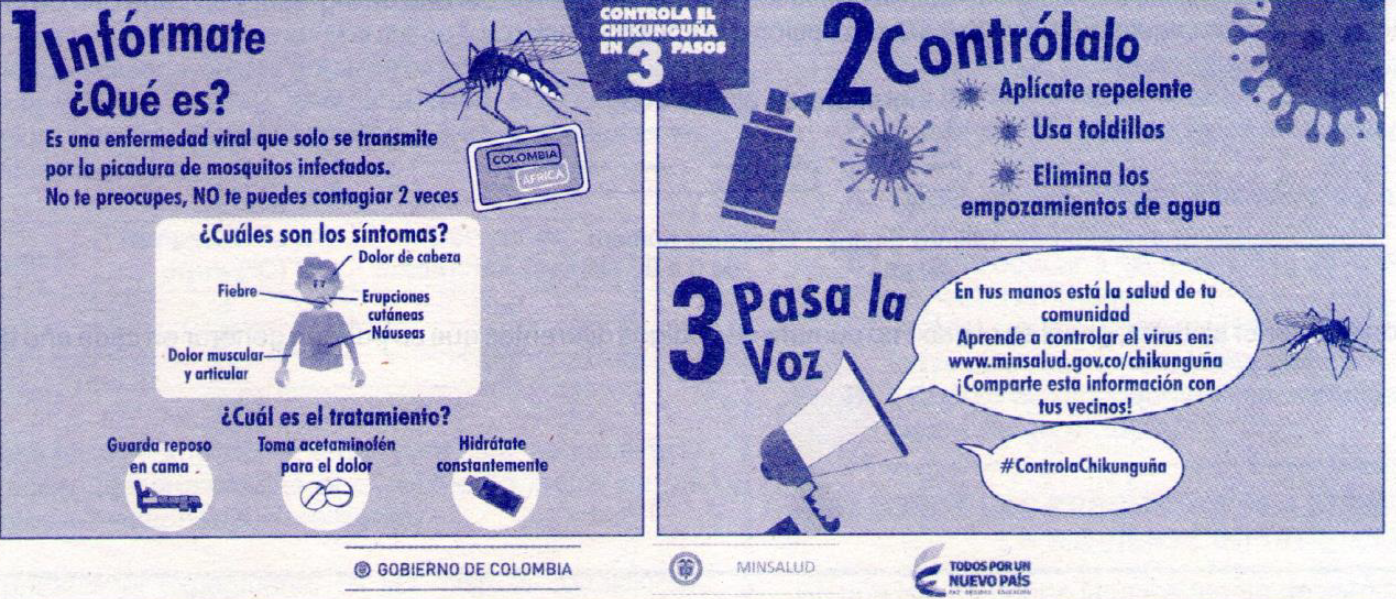 CONTROLA EL
CHIKUNGUÑA
EN 3 PASOS
1 Infórmate
¿Qué es?
Es una enfermedad viral que solo se transmite
por la picadura de mosquitos infectados.
No te preocupes, NO te puedes contagiar 2 veces
COLOMBIA
ÁFRICA
¿Cuáles son los síntomas?
Dolor de cabeza
Fiebre
Erupciones
cutáneas
Náuseas
Dolor muscular
y articular
¿Cuál es el tratamiento?
Guarda reposo
en cama
Toma acetaminofén
para el dolor
Hidrátate
constantemente
2 Contrólalo
Aplícate repelente
Usa toldillos
Elimina los
empozamientos de agua
3 Pasa la
Voz
En tus manos está la salud de tu
comunidad
Aprende a controlar el virus en:
www.minsalud.gov.co/chikunguña
¡Comparte esta información con
tus vecinos!
#ControlaChikunguña
GOBIERNO DE COLOMBIA
MINSALUD
TODOS POR UN
NUEVO PAÍS
PAZ EQUIDAD EDUCACIÓN